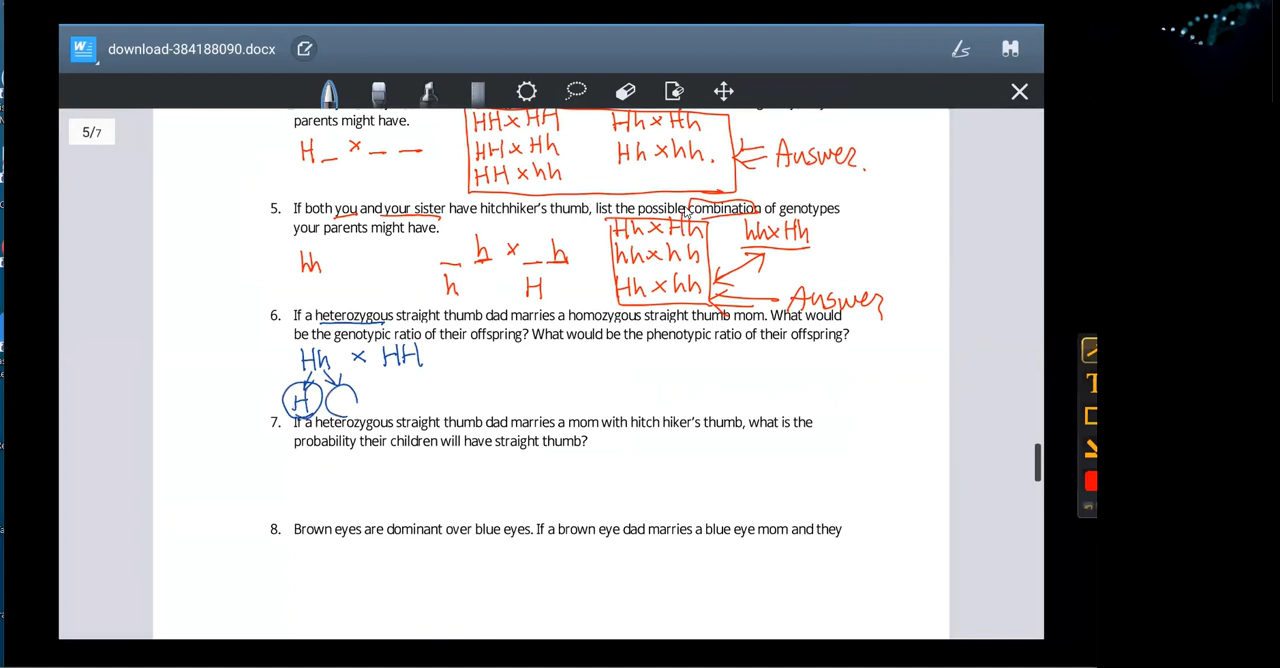 download-384188090.docx
5/7
parents might have.
H_ × _ _
HH × HH Hh × Hh
HH × Hh Hh × hh.
HH × hh
Answer.
5. If both you and your sister have hitchhiker's thumb, list the possible combination of genotypes
your parents might have.
hh
_ h × _ h
h H
Hh × Hh
hh × hh
Hh × hh
hh × Hh
Answer
6. If a heterozygous straight thumb dad marries a homozygous straight thumb mom. What would
be the genotypic ratio of their offspring? What would be the phenotypic ratio of their offspring?
Hh × HH
H
7. If a heterozygous straight thumb dad marries a mom with hitch hiker's thumb, what is the
probability their children will have straight thumb?
8. Brown eyes are dominant over blue eyes. If a brown eye dad marries a blue eye mom and they